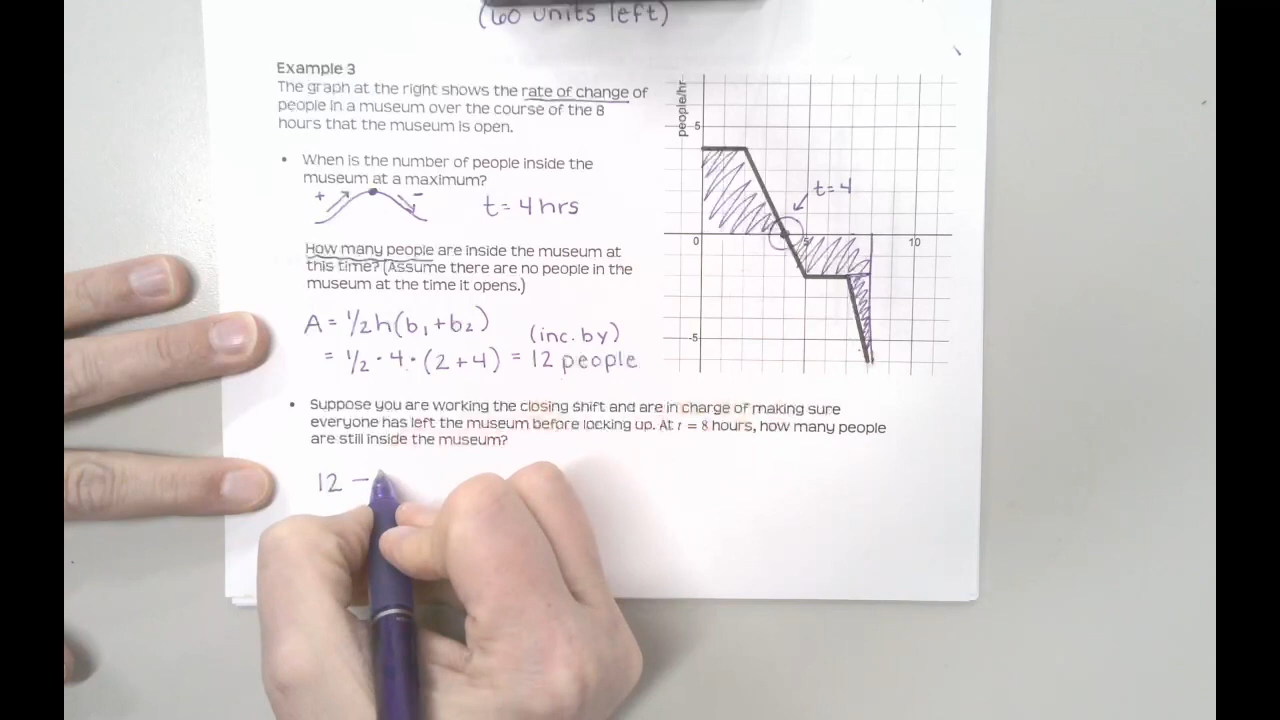 (60 units left)
Example 3
The graph at the right shows the rate of change of
people in a museum over the course of the 8
hours that the museum is open.
• When is the number of people inside the
museum at a maximum?
+ -
t = 4 hrs
How many people are inside the museum at
this time? (Assume there are no people in the
museum at the time it opens.)
A = 1/2 h(b1 + b2)
(inc. by)
= 1/2 · 4 · (2 + 4) = 12 people
people/hr
5
t = 4
0
5
10
-5
• Suppose you are working the closing shift and are in charge of making sure
everyone has left the museum before locking up. At t = 8 hours, how many people
are still inside the museum?
12 −